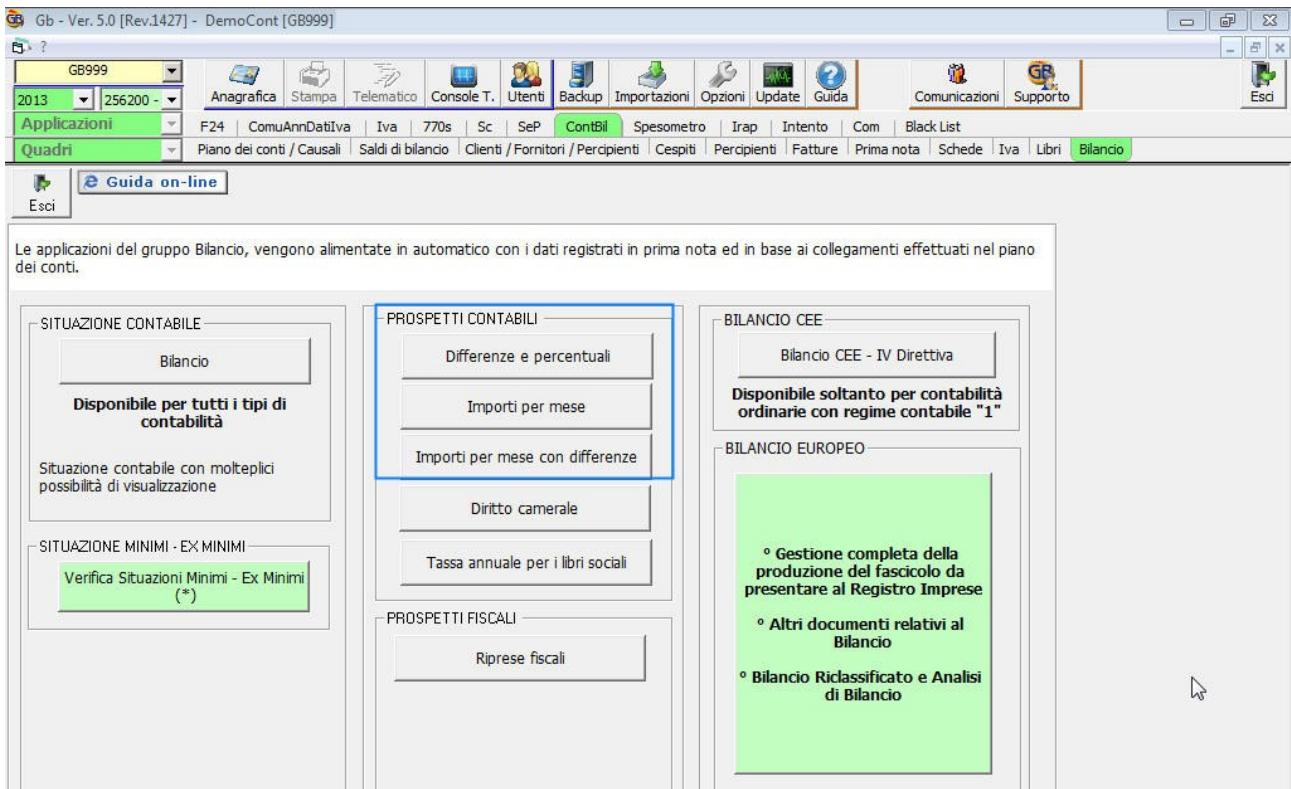 Gb - Ver. 5.0 [Rev.1427] - DemoCont [GB999]
?
GB999
2013 256200 -
Anagrafica Stampa Telematico Console T. Utenti Backup Importazioni Opzioni Update Guida Comunicazioni Supporto Esci
Applicazioni F24 ComuAnnDatiIva Iva 770s Sc SeP ContBil Spesometro Irap Intento Com Black List
Quadri Piano dei conti / Causali Saldi di bilancio Clienti / Fornitori / Percipienti Cespiti Percipienti Fatture Prima nota Schede Iva Libri Bilancio
Esci
Guida on-line
Le applicazioni del gruppo Bilancio, vengono alimentate in automatico con i dati registrati in prima nota ed in base ai collegamenti effettuati nel piano
dei conti.
SITUAZIONE CONTABILE
Bilancio
Disponibile per tutti i tipi di
contabilità
Situazione contabile con molteplici
possibilità di visualizzazione
SITUAZIONE MINIMI - EX MINIMI
Verifica Situazioni Minimi - Ex Minimi
(*)
PROSPETTI CONTABILI
Differenze e percentuali
Importi per mese
Importi per mese con differenze
Diritto camerale
Tassa annuale per i libri sociali
PROSPETTI FISCALI
Riprese fiscali
BILANCIO CEE
Bilancio CEE - IV Direttiva
Disponibile soltanto per contabilità
ordinarie con regime contabile "1"
BILANCIO EUROPEO
° Gestione completa della
produzione del fascicolo da
presentare al Registro Imprese
° Altri documenti relativi al
Bilancio
° Bilancio Riclassificato e Analisi
di Bilancio